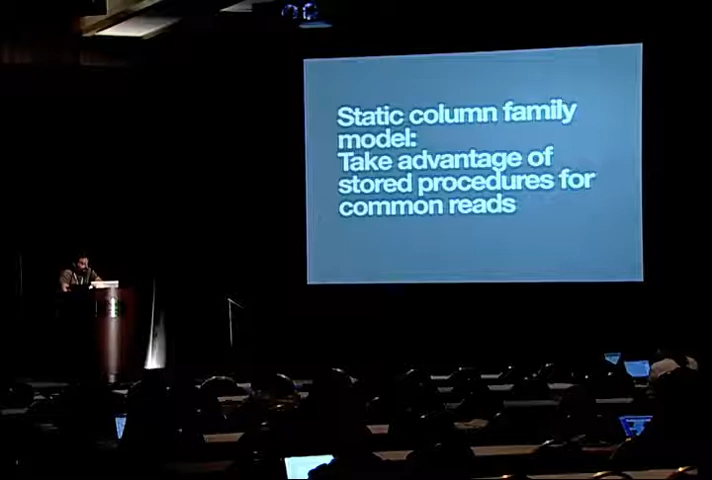 Static column family
model:
Take advantage of
stored procedures for
common reads